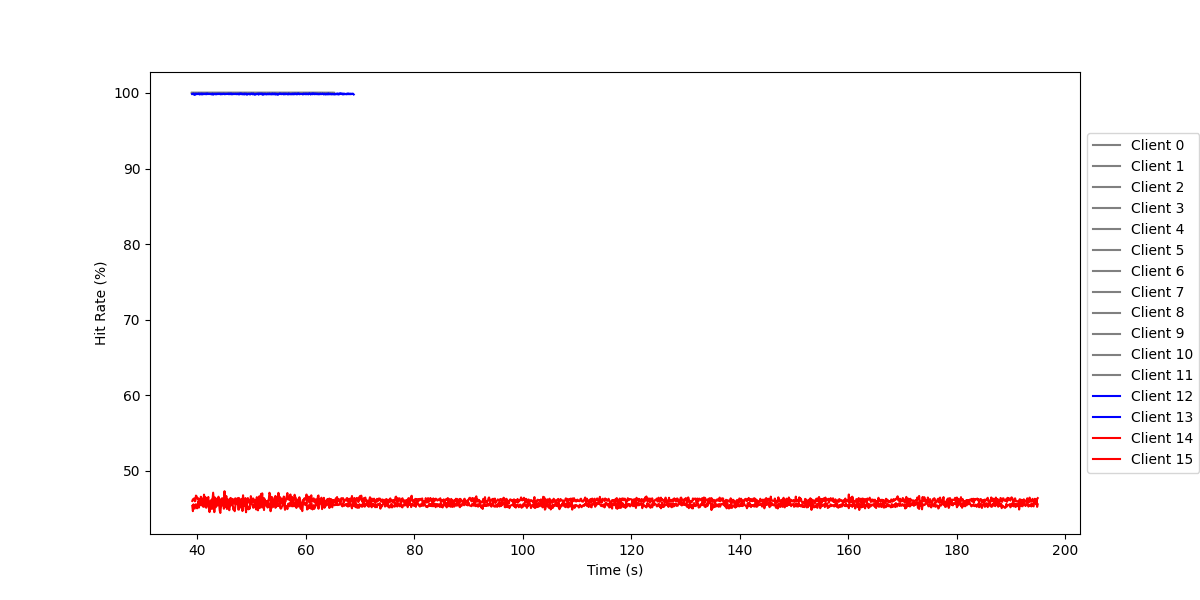 100
90
80
70
60
50
Hit Rate (%)
40 60 80 100 120 140 160 180 200
Time (s)
Client 0
Client 1
Client 2
Client 3
Client 4
Client 5
Client 6
Client 7
Client 8
Client 9
Client 10
Client 11
Client 12
Client 13
Client 14
Client 15